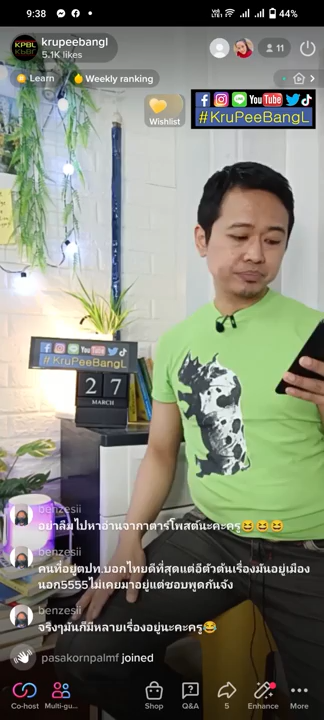 9:38
44%
KPBL
krupeebangl
5.1K likes
11
Learn
Weekly ranking
Wishlist
YouTube
#KruPeeBangL
YouTube
#KruPeeBangL
27
MARCH
benzesii
อย่าลืมไปหาอ่านจากาตาร์โพสต์นะคะครู😆😆😆
benzesii
คนที่อยู่ตปท.บอกไทยดีที่สุดแต่อีตัวต้นเรื่องมันอยู่เมือง
นอก5555ไม่เคยมาอยู่แต่ชอบพูดกันจัง
benzesii
จริงๆมันก็มีหลายเรื่องอยู่นะคะครู😂
pasakornpalmf joined
Co-host
Multi-gu...
Shop
Q&A
5
Enhance
More